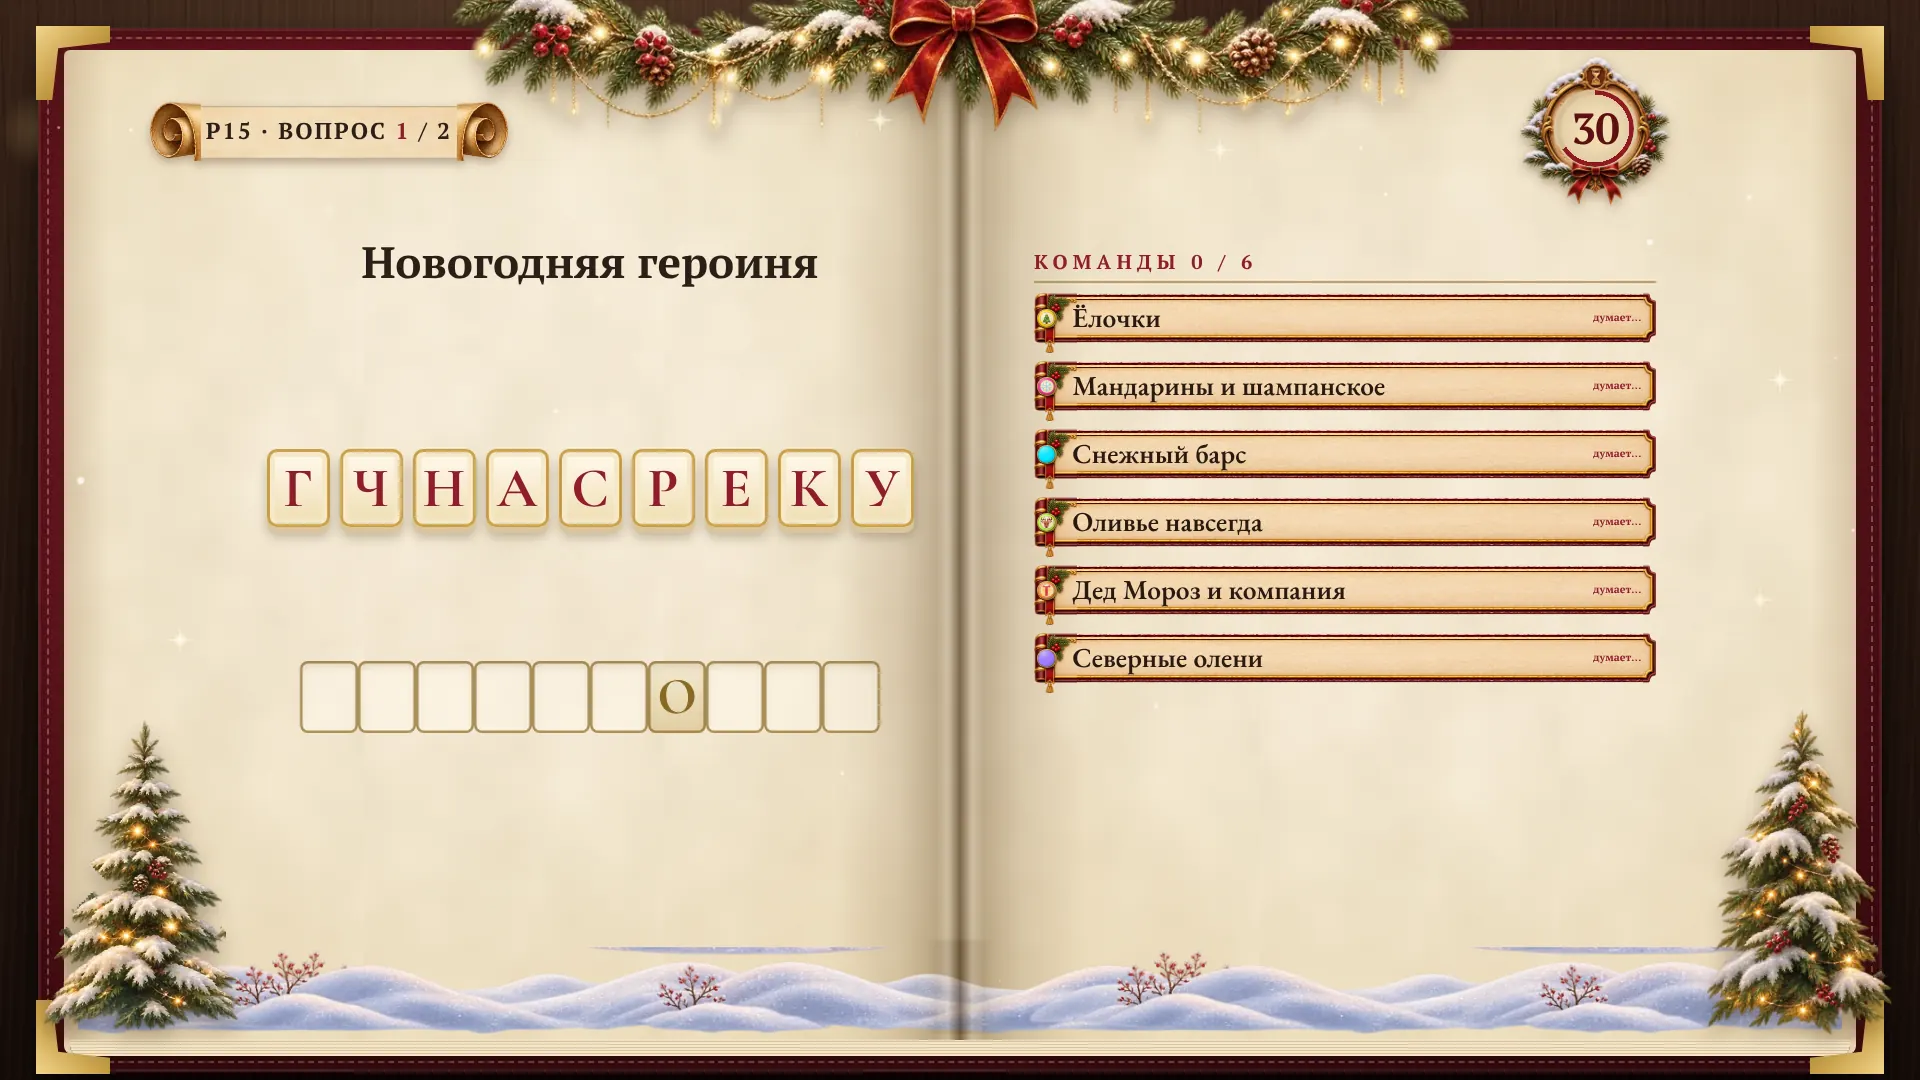 Р15 · ВОПРОС 1 / 2
30
Новогодняя героиня
Г Ч Н А С Р Е К У
О
КОМАНДЫ 0 / 6
Ёлочки думает...
Мандарины и шампанское думает...
Снежный барс думает...
Оливье навсегда думает...
Дед Мороз и компания думает...
Северные олени думает...